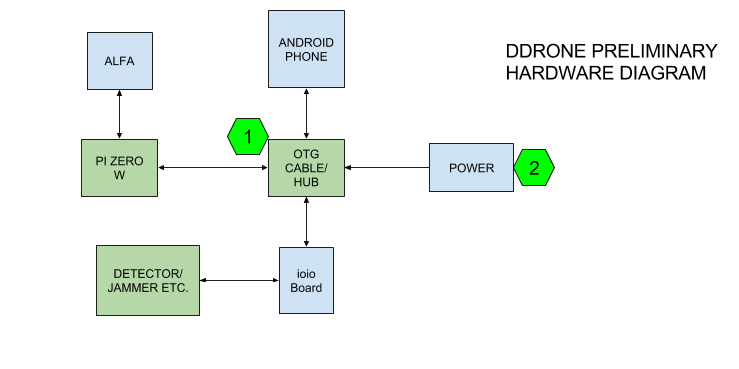 DDRONE PRELIMINARY
HARDWARE DIAGRAM
ALFA
ANDROID
PHONE
1
PI ZERO
W
OTG
CABLE/
HUB
POWER
2
DETECTOR/
JAMMER ETC.
ioio
Board